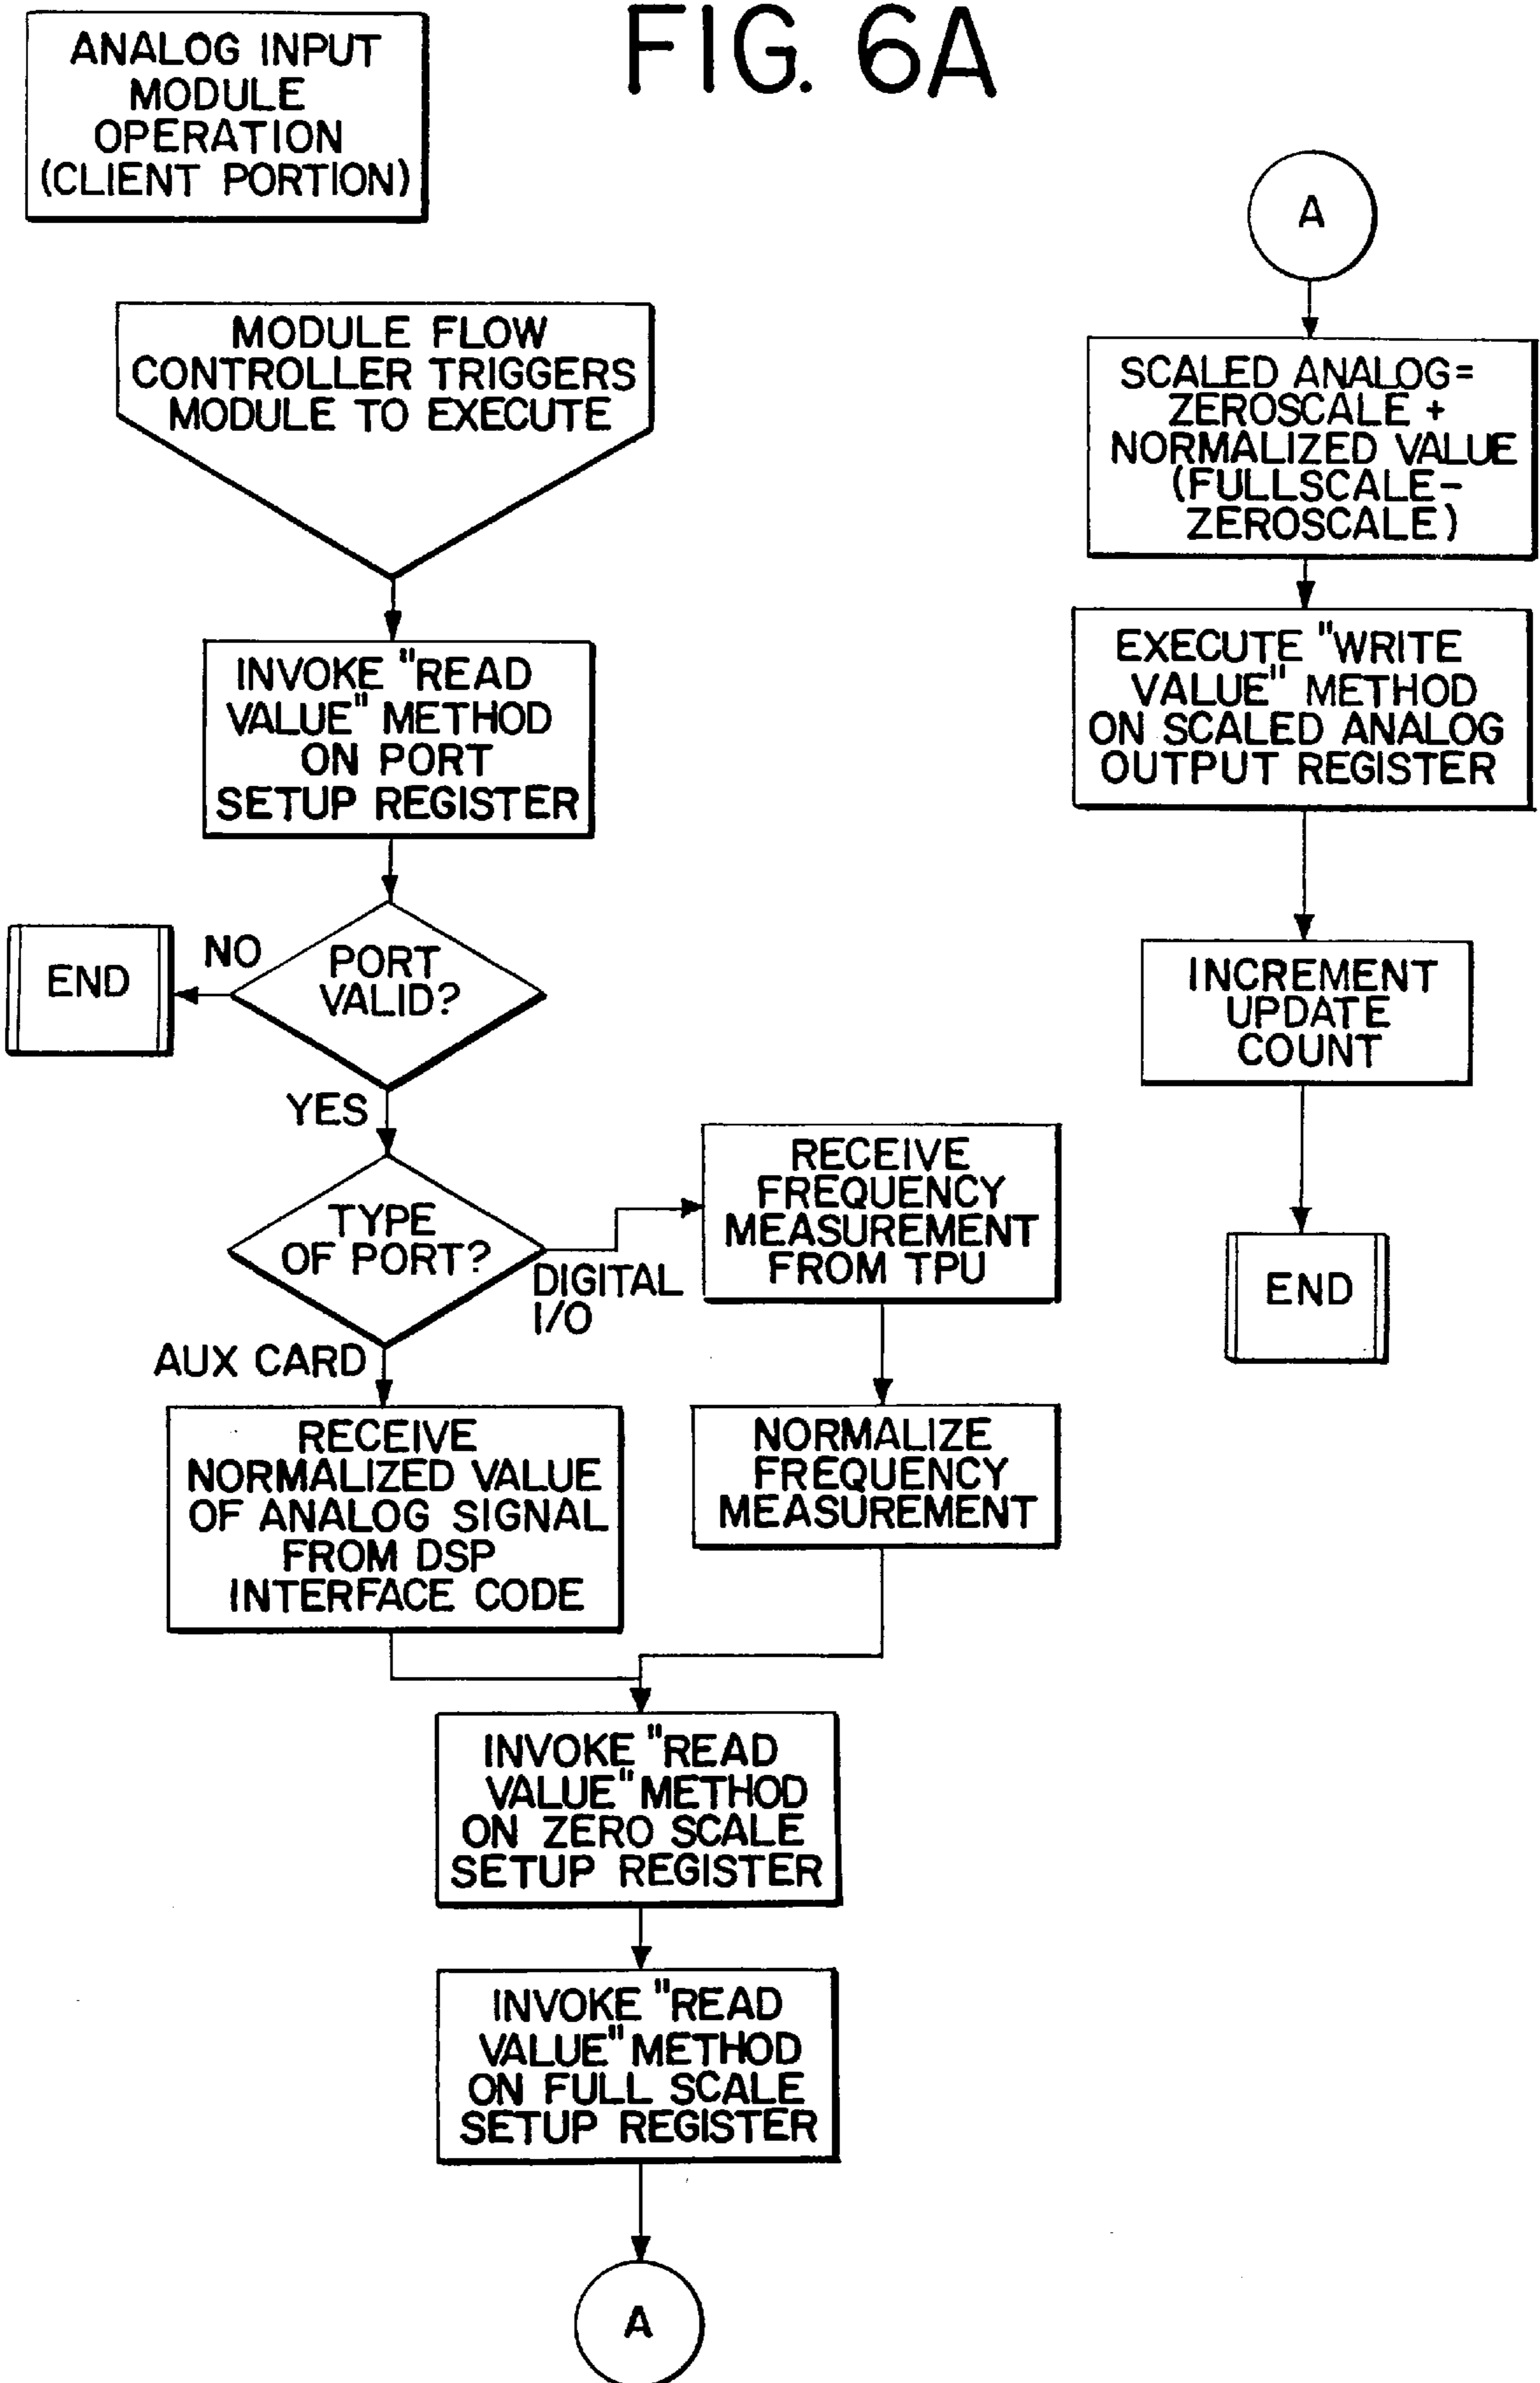 FIG. 6A
ANALOG INPUT
MODULE
OPERATION
(CLIENT PORTION)
MODULE FLOW
CONTROLLER TRIGGERS
MODULE TO EXECUTE
INVOKE "READ
VALUE" METHOD
ON PORT
SETUP REGISTER
PORT
VALID?
NO
END
YES
TYPE
OF PORT?
DIGITAL
I/O
AUX CARD
RECEIVE
FREQUENCY
MEASUREMENT
FROM TPU
NORMALIZE
FREQUENCY
MEASUREMENT
RECEIVE
NORMALIZED VALUE
OF ANALOG SIGNAL
FROM DSP
INTERFACE CODE
INVOKE "READ
VALUE" METHOD
ON ZERO SCALE
SETUP REGISTER
INVOKE "READ
VALUE" METHOD
ON FULL SCALE
SETUP REGISTER
A
A
SCALED ANALOG=
ZEROSCALE +
NORMALIZED VALUE
(FULLSCALE-
ZEROSCALE)
EXECUTE "WRITE
VALUE" METHOD
ON SCALED ANALOG
OUTPUT REGISTER
INCREMENT
UPDATE
COUNT
END